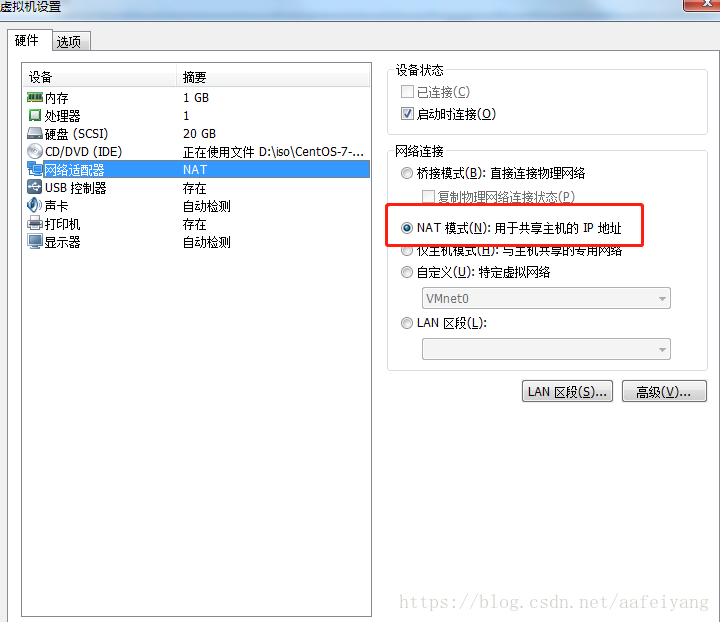 虚拟机设置
硬件 选项
设备 摘要
内存 1 GB
处理器 1
硬盘 (SCSI) 20 GB
CD/DVD (IDE) 正在使用文件 D:\iso\CentOS-7-...
网络适配器 NAT
USB 控制器 存在
声卡 自动检测
打印机 存在
显示器 自动检测
设备状态
已连接(C)
启动时连接(O)
网络连接
桥接模式(B): 直接连接物理网络
复制物理网络连接状态(P)
NAT 模式(N): 用于共享主机的 IP 地址
仅主机模式(H): 与主机共享的专用网络
自定义(U): 特定虚拟网络
VMnet0
LAN 区段(L):
LAN 区段(S)... 高级(V)...
https://blog.csdn.net/aafeiyang